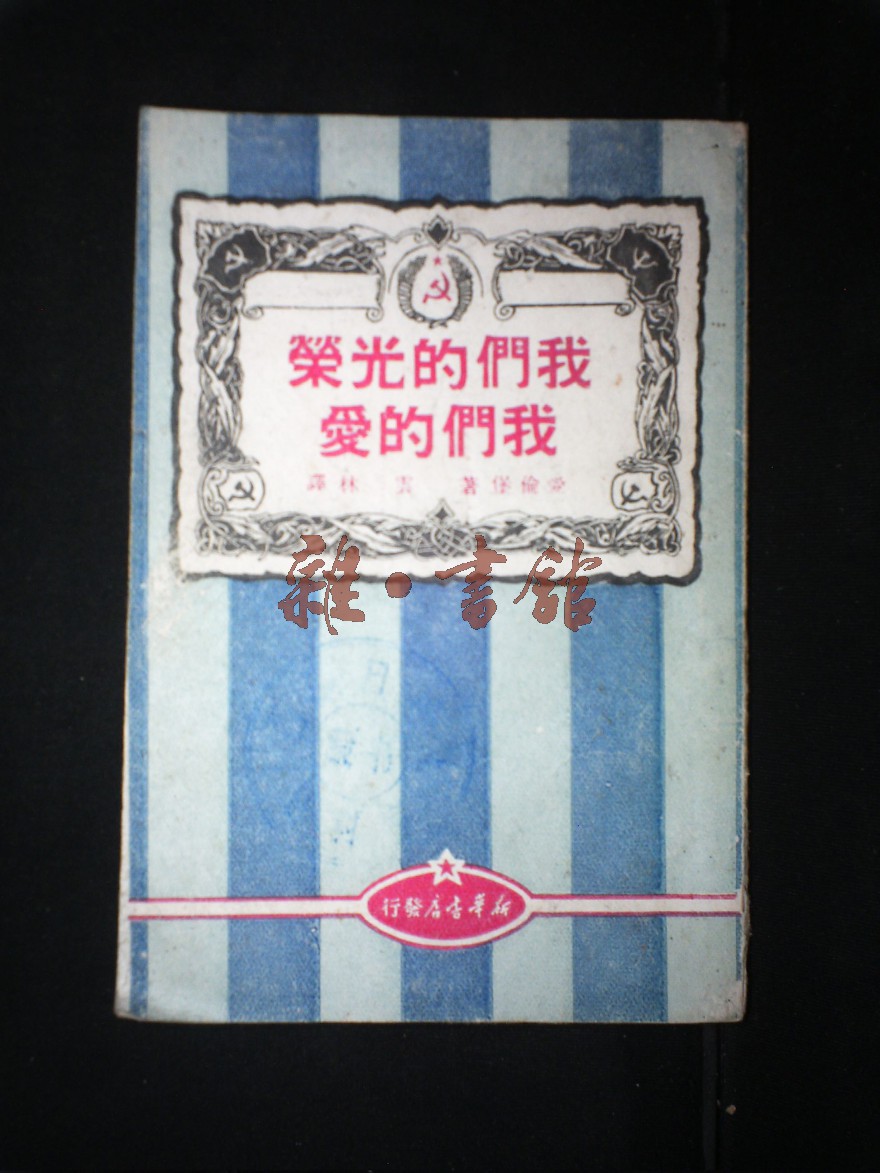 我們的光榮
我們的愛
愛倫堡著 雲林譯
雜·書館
新華書店發行